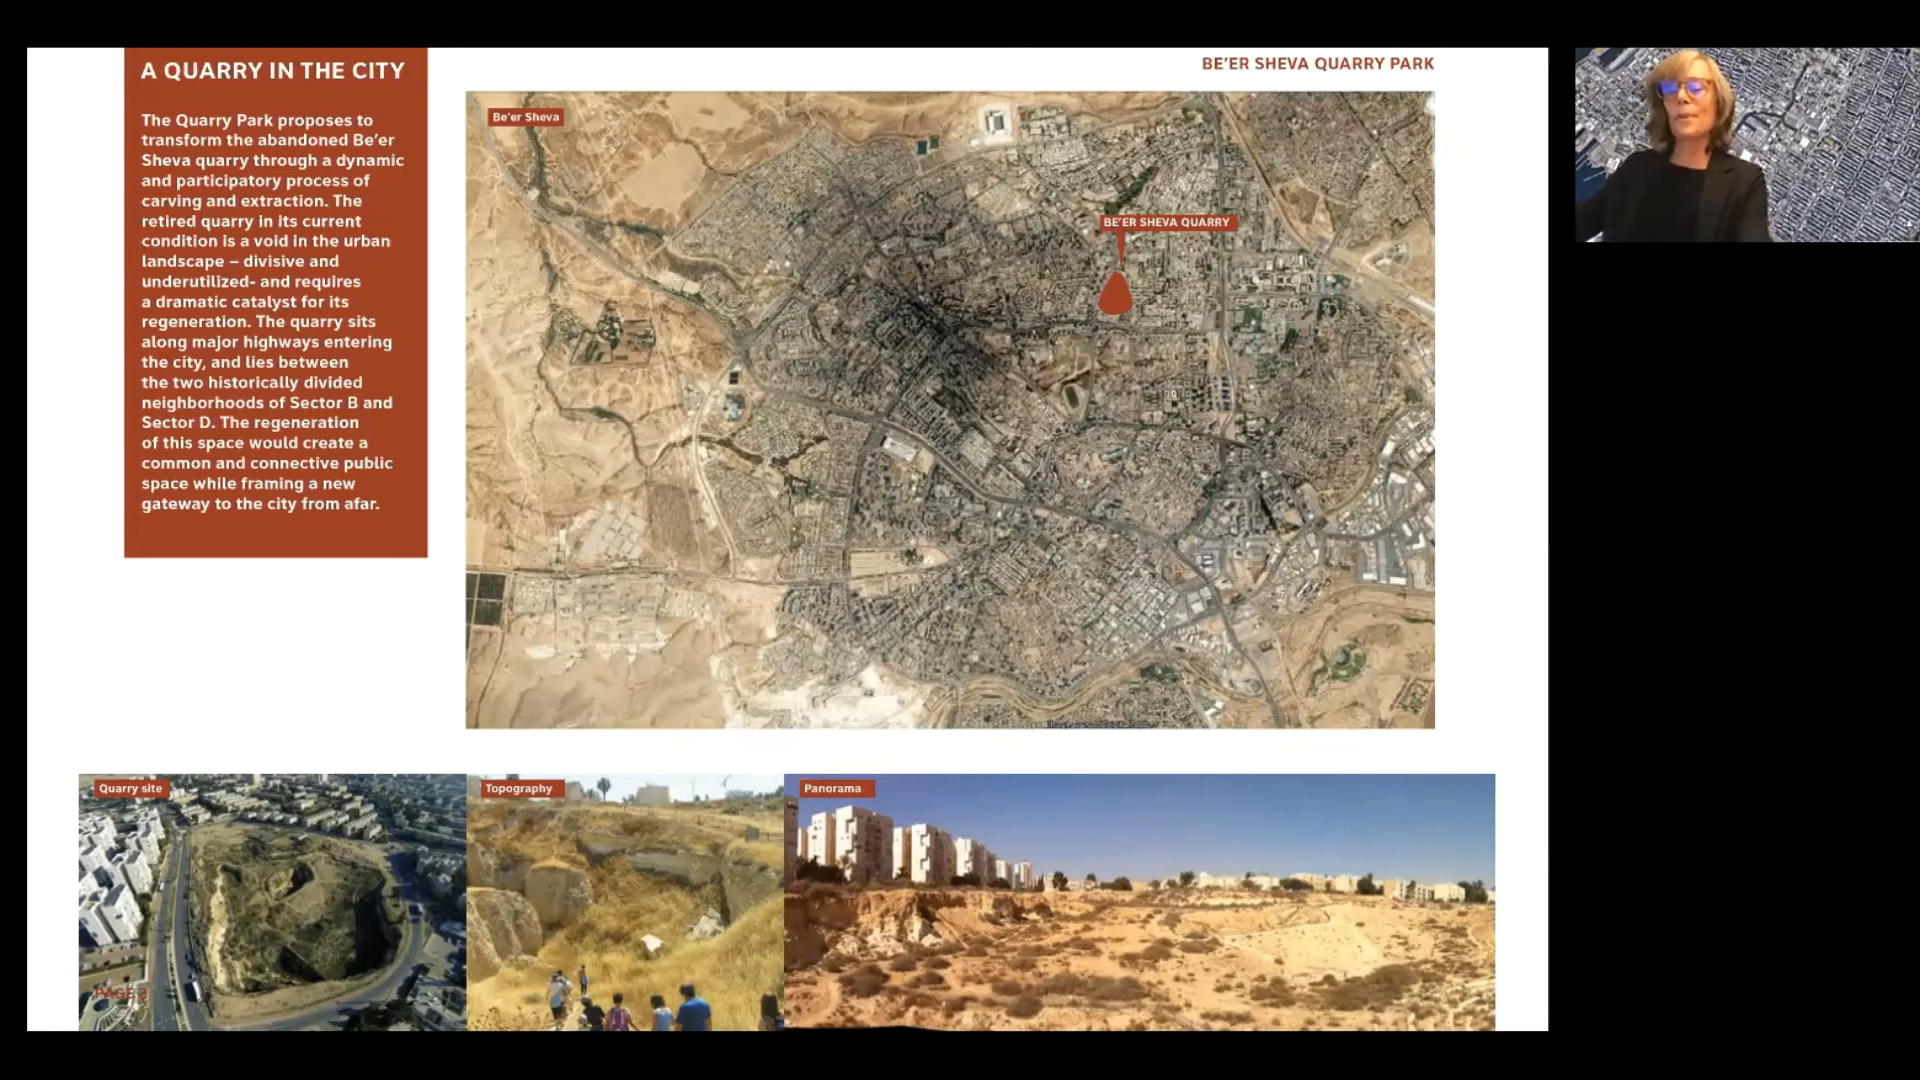 A QUARRY IN THE CITY
The Quarry Park proposes to
transform the abandoned Be’er
Sheva quarry through a dynamic
and participatory process of
carving and extraction. The
retired quarry in its current
condition is a void in the urban
landscape – divisive and
underutilized- and requires
a dramatic catalyst for its
regeneration. The quarry sits
along major highways entering
the city, and lies between
the two historically divided
neighborhoods of Sector B and
Sector D. The regeneration
of this space would create a
common and connective public
space while framing a new
gateway to the city from afar.
BE’ER SHEVA QUARRY PARK
Be’er Sheva
BE’ER SHEVA QUARRY
Quarry site
Topography
Panorama
PAGE 3